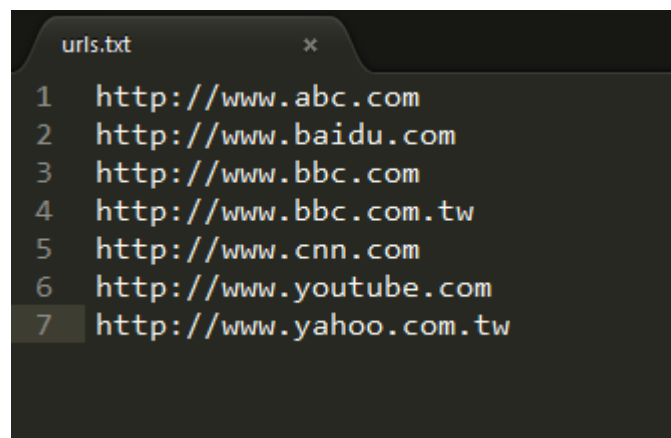 urls.txt ×
1 http://www.abc.com
2 http://www.baidu.com
3 http://www.bbc.com
4 http://www.bbc.com.tw
5 http://www.cnn.com
6 http://www.youtube.com
7 http://www.yahoo.com.tw